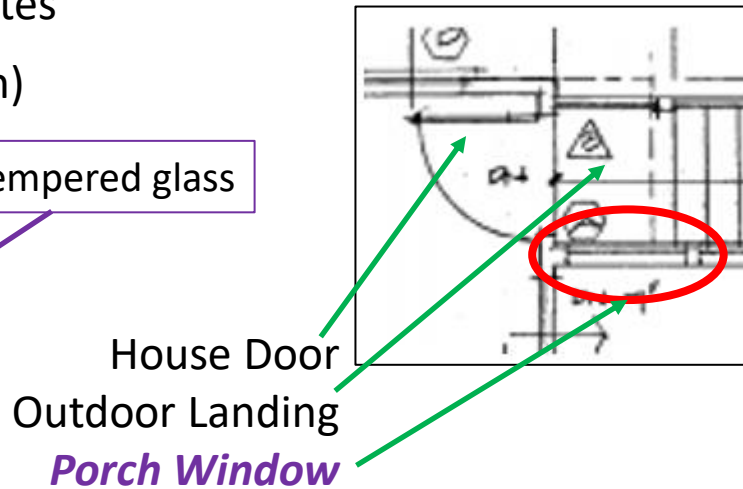 tes
n)
empered glass
House Door
Outdoor Landing
Porch Window